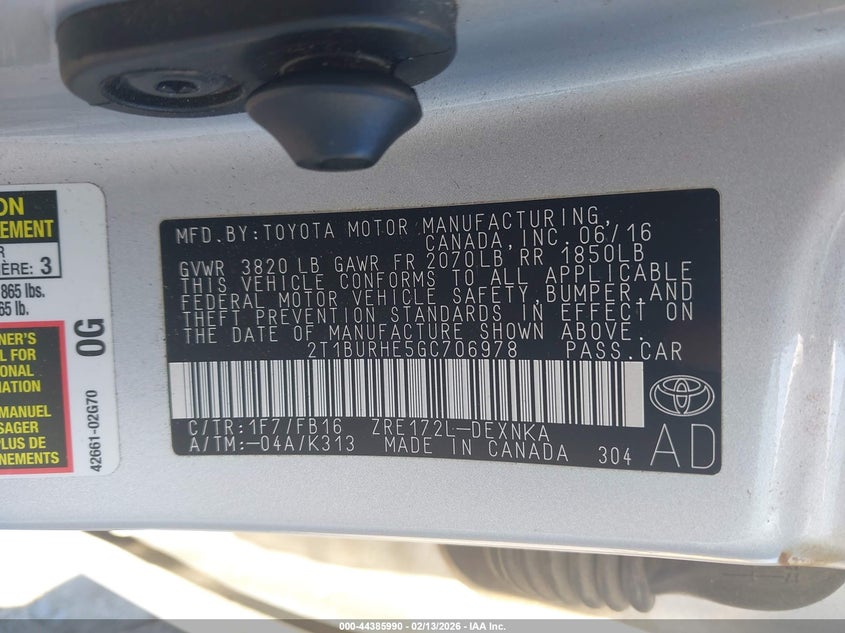 ON
EMENT
R
ÈRE: 3
865 lbs.
65 lb.
NER'S
L FOR
IONAL
MATION
MANUEL
SAGER
PLUS DE
NEMENTS
0G
42661-02G70
MFD.BY:TOYOTA MOTOR MANUFACTURING,
CANADA,INC. 06/16
GVWR 3820 LB GAWR FR 2070LB RR 1850LB
THIS VEHICLE CONFORMS TO ALL APPLICABLE
FEDERAL MOTOR VEHICLE SAFETY,BUMPER,AND
THEFT PREVENTION STANDARDS IN EFFECT ON
THE DATE OF MANUFACTURE SHOWN ABOVE.
2T1BURHE5GC706978 PASS.CAR
C/TR:1F7/FB16 ZRE172L-DEXNKA
A/TM:-04A/K313 MADE IN CANADA 304
AD
000-44385990 - 02/13/2026 - IAA Inc.